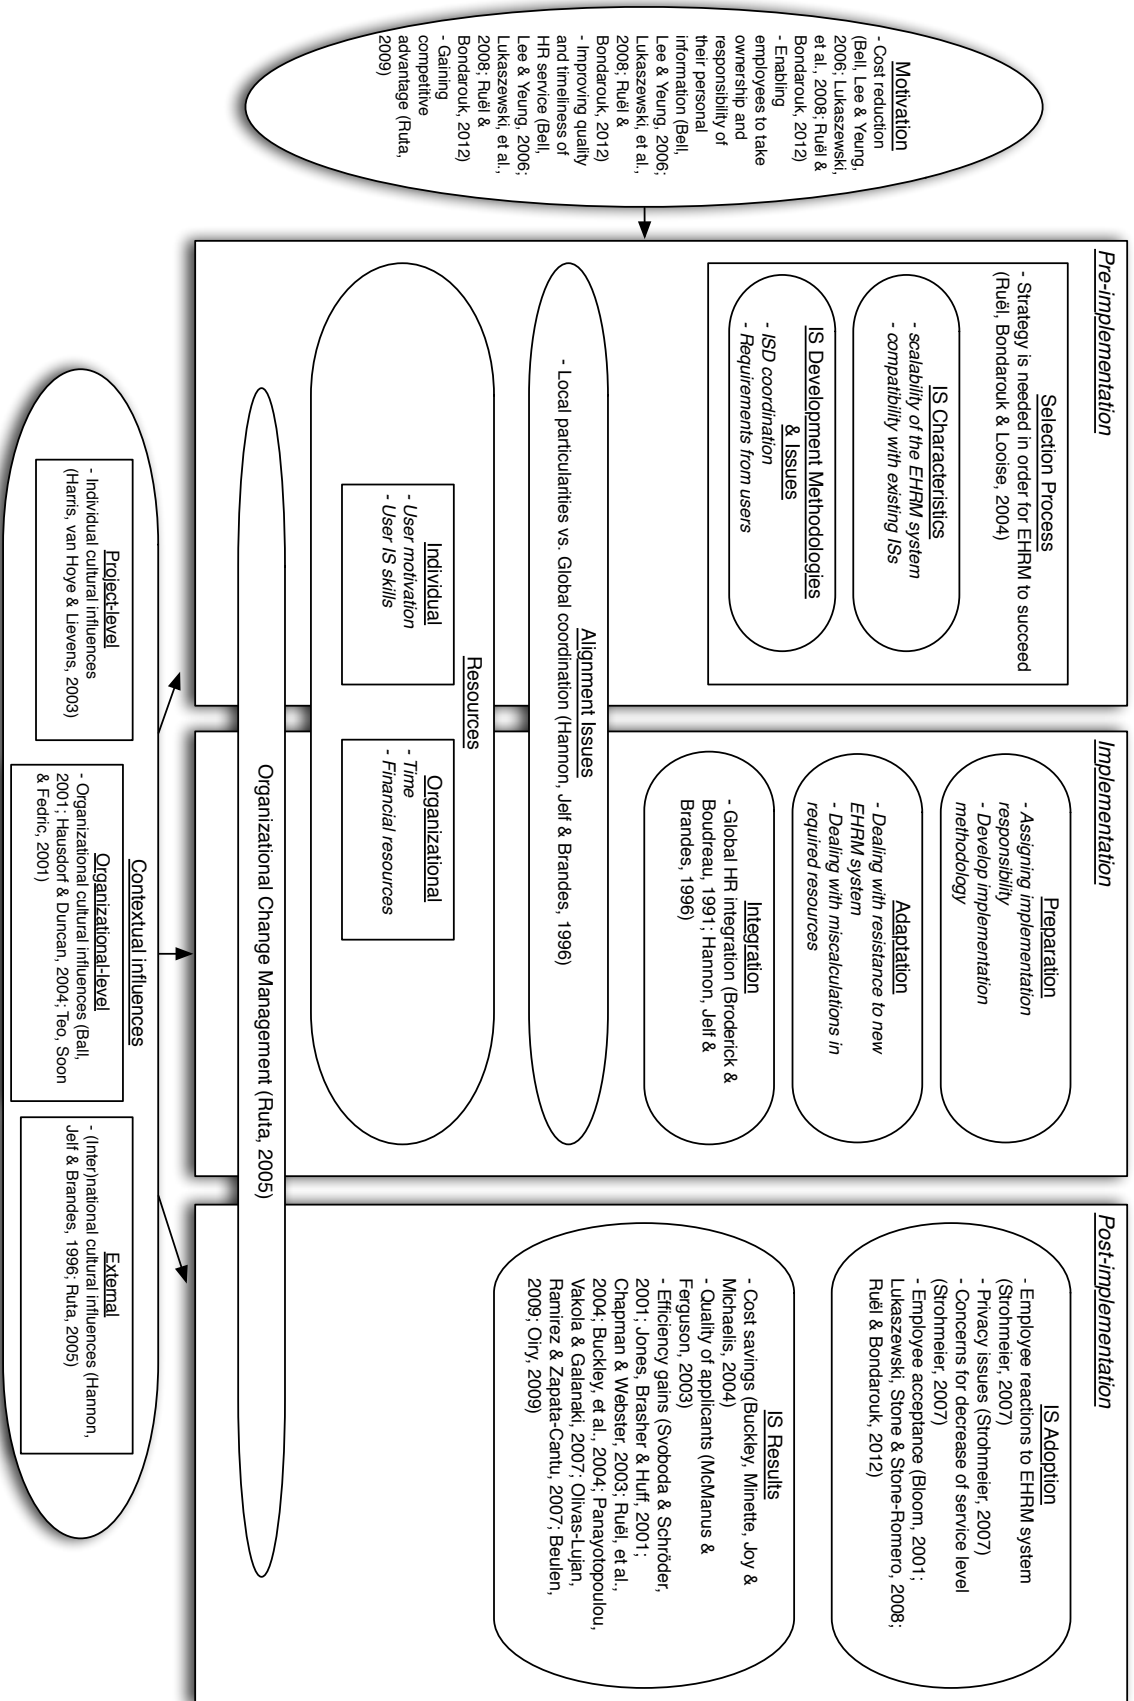 Motivation
- Cost reduction
(Bell, Lee & Yeung,
2006; Lukaszewski,
et al., 2008; Ruël &
Bondarouk, 2012)
- Enabling
employees to take
ownership and
responsibility of
their personal
information (Bell,
Lee & Yeung, 2006;
Lukaszewski, et al.,
2008; Ruël &
Bondarouk, 2012)
- Improving quality
and timeliness of
HR service (Bell,
Lee & Yeung, 2006;
Lukaszewski, et al.,
2008; Ruël &
Bondarouk, 2012)
- Gaining
competitive
advantage (Ruta,
2009)
Pre-implementation
Selection Process
- Strategy is needed in order for EHRM to succeed
(Ruël, Bondarouk & Looise, 2004)
IS Characteristics
- scalability of the EHRM system
- compatibility with existing ISs
IS Development Methodologies
& Issues
- ISD coordination
- Requirements from users
Implementation
Preparation
- Assigning implementation
responsibility
- Develop implementation
methodology
Adaptation
- Dealing with resistance to new
EHRM system
- Dealing with miscalculations in
required resources
Integration
- Global HR integration (Broderick &
Boudreau, 1991; Hannon, Jelf &
Brandes, 1996)
Post-implementation
IS Adoption
- Employee reactions to EHRM system
(Strohmeier, 2007)
- Privacy issues (Strohmeier, 2007)
- Concerns for decrease of service level
(Strohmeier, 2007)
- Employee acceptance (Bloom, 2001;
Lukaszewski, Stone & Stone-Romero, 2008;
Ruël & Bondarouk, 2012)
IS Results
- Cost savings (Buckley, Minette, Joy &
Michaelis, 2004)
- Quality of applicants (McManus &
Ferguson, 2003)
- Efficiency gains (Svoboda & Schröder,
2001; Jones, Brasher & Huff, 2001;
Chapman & Webster, 2003; Ruël, et al.,
2004; Buckley, et al., 2004; Panayotopoulou,
Vakola & Galanaki, 2007; Olivas-Lujan,
Ramirez & Zapata-Cantu, 2007; Beulen,
2009; Oiry, 2009)
Alignment Issues
- Local particularities vs. Global coordination (Hannon, Jelf & Brandes, 1996)
Resources
Individual
- User motivation
- User IS skills
Organizational
- Time
- Financial resources
Organizational Change Management (Ruta, 2005)
Contextual influences
Project-level
- Individual cultural influences
(Harris, van Hoye & Lievens, 2003)
Organizational-level
- Organizational cultural influences (Ball,
2001; Hausdorf & Duncan, 2004; Teo, Soon
& Fedric, 2001)
External
- (Inter)national cultural influences (Hannon,
Jelf & Brandes, 1996; Ruta, 2005)